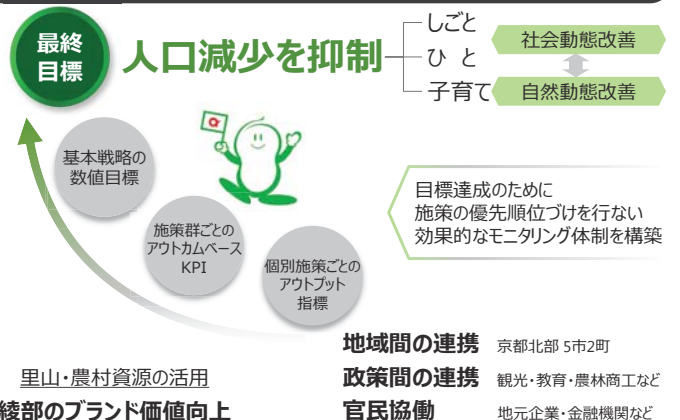 最終
目標
人口減少を抑制
しごと
ひ と
子育て
社会動態改善
自然動態改善
基本戦略の
数値目標
施策群ごとの
アウトカムベース
KPI
個別施策ごとの
アウトプット
指標
目標達成のために
施策の優先順位づけを行ない
効果的なモニタリング体制を構築
里山・農村資源の活用
綾部のブランド価値向上
地域間の連携 京都北部 5市2町
政策間の連携 観光・教育・農林商工など
官民協働 地元企業・金融機関など